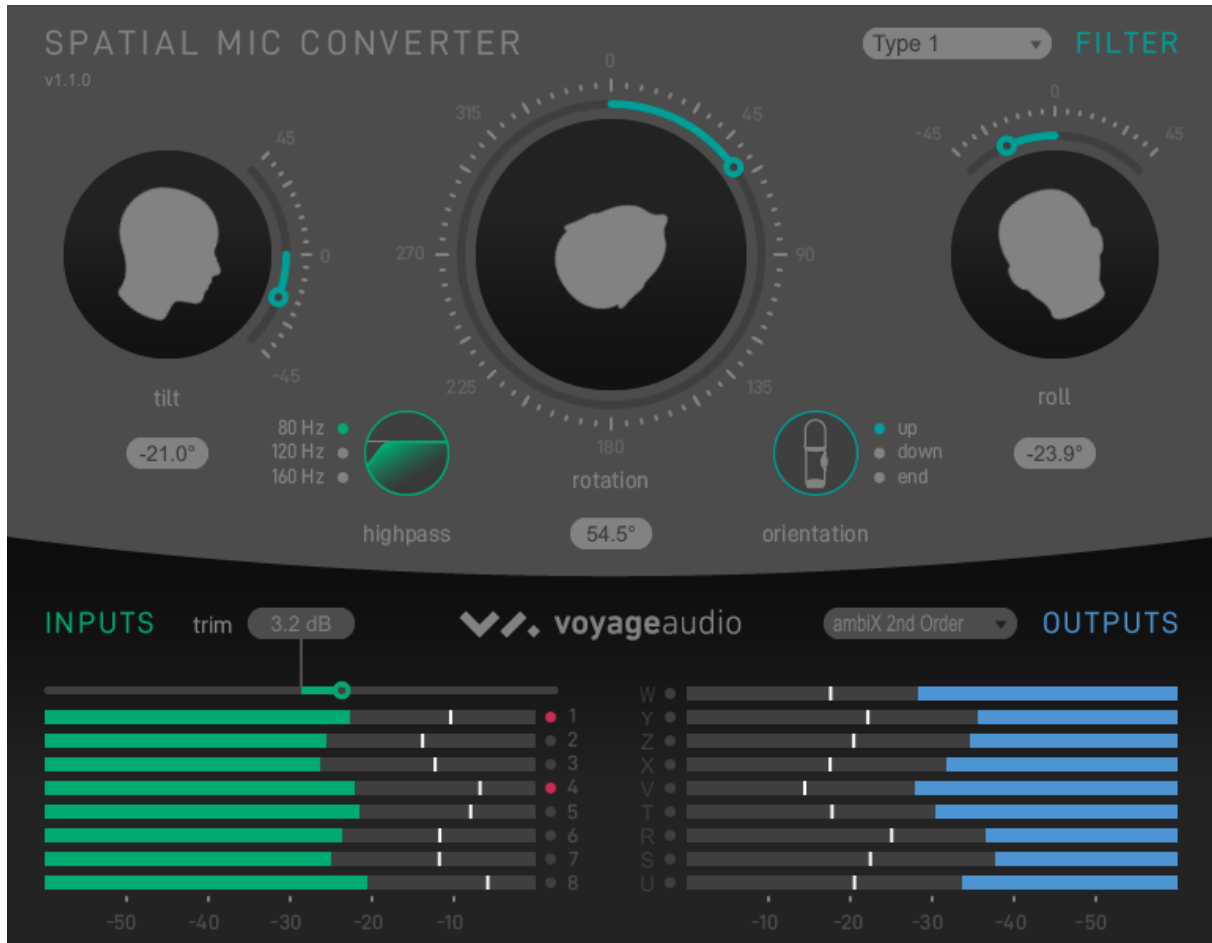 SPATIAL MIC CONVERTER
v1.1.0
Type 1
FILTER
45
0
-45
tilt
-21.0°
0
45
90
135
180
225
270
315
rotation
54.5°
-45
0
45
roll
-23.9°
80 Hz
120 Hz
160 Hz
highpass
up
down
end
orientation
INPUTS
trim
3.2 dB
voyageaudio
ambiX 2nd Order
OUTPUTS
1
2
3
4
5
6
7
8
-50 -40 -30 -20 -10
W
Y
Z
X
V
T
R
S
U
-10 -20 -30 -40 -50